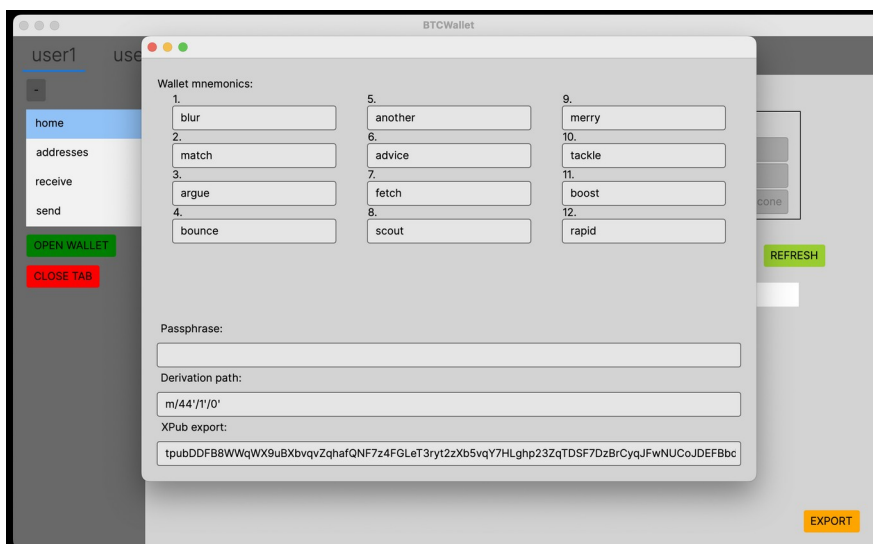 BTCWallet
user1 use
-
home
addresses
receive
send
OPEN WALLET
CLOSE TAB
Wallet mnemonics:
1. 5. 9.
blur another merry
2. 6. 10.
match advice tackle
3. 7. 11.
argue fetch boost
4. 8. 12.
bounce scout rapid
Passphrase:
Derivation path:
m/44'/1'/0'
XPub export:
tpubDDFB8WWqWX9uBXbvqvZqhafQNF7z4FGLeT3ryt2zXb5vqY7HLghp23ZqTDSF7DzBrCyqJFwNUCoJDEFBbc
cone
REFRESH
EXPORT